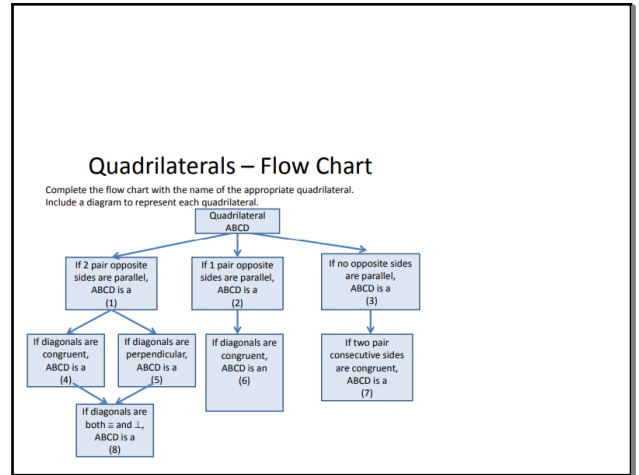 Quadrilaterals – Flow Chart
Complete the flow chart with the name of the appropriate quadrilateral.
Include a diagram to represent each quadrilateral.
Quadrilateral
ABCD
If 2 pair opposite
sides are parallel,
ABCD is a
(1)
If 1 pair opposite
sides are parallel,
ABCD is a
(2)
If no opposite sides
are parallel,
ABCD is a
(3)
If diagonals are
congruent,
ABCD is a
(4)
If diagonals are
perpendicular,
ABCD is a
(5)
If diagonals are
congruent,
ABCD is an
(6)
If two pair
consecutive sides
are congruent,
ABCD is a
(7)
If diagonals are
both ≅ and ⊥,
ABCD is a
(8)